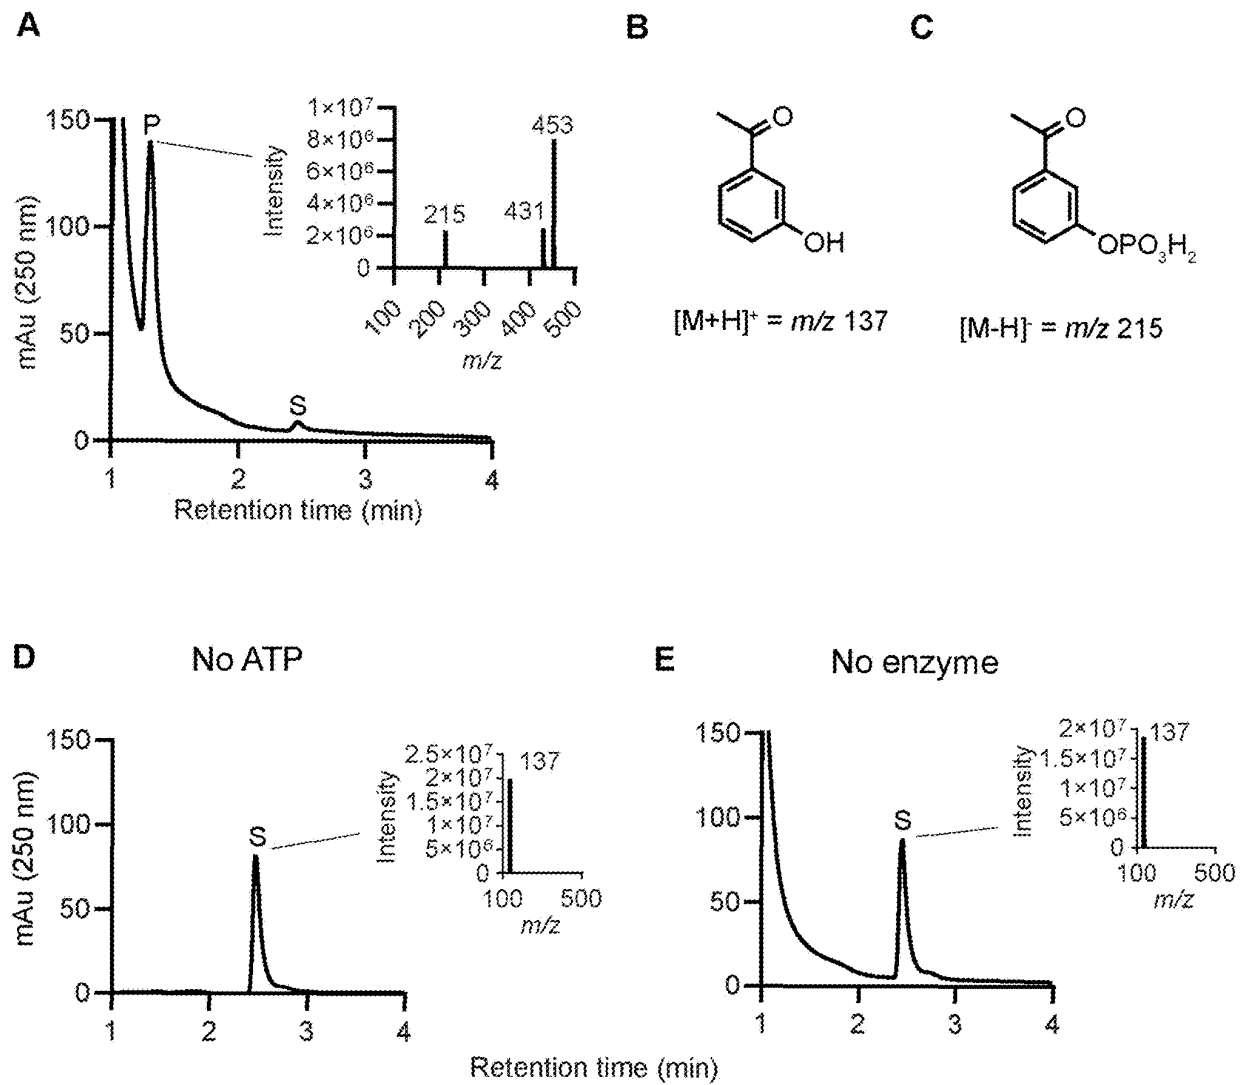 A
B
C
mAu (250 nm)
150
100
50
0
P
S
1
2
3
4
Retention time (min)
Intensity
1×10⁷
8×10⁶
6×10⁶
4×10⁶
2×10⁶
0
215
431
453
100
200
300
400
500
m/z
O
OH
[M+H]⁺ = m/z 137
O
OPO₃H₂
[M-H]⁻ = m/z 215
D
No ATP
mAu (250 nm)
150
100
50
0
S
1
2
3
4
Intensity
2.5×10⁷
2×10⁷
1.5×10⁷
1×10⁷
5×10⁶
0
137
100
500
m/z
E
No enzyme
150
100
50
0
S
1
2
3
4
Intensity
2×10⁷
1.5×10⁷
1×10⁷
5×10⁶
0
137
100
500
m/z
Retention time (min)